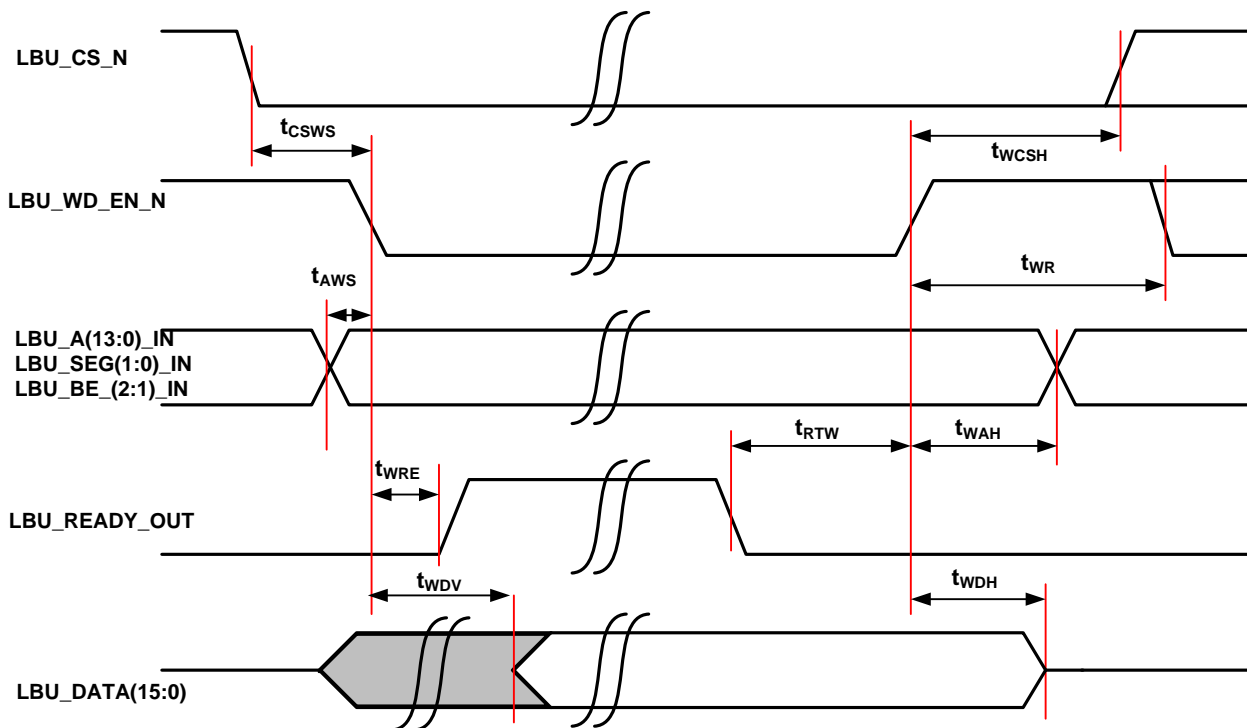 LBU_CS_N
tCSWS
tWCSH
LBU_WD_EN_N
tAWS
tWR
LBU_A(13:0)_IN
LBU_SEG(1:0)_IN
LBU_BE_(2:1)_IN
tRTW
tWAH
tWRE
LBU_READY_OUT
tWDV
tWDH
LBU_DATA(15:0)